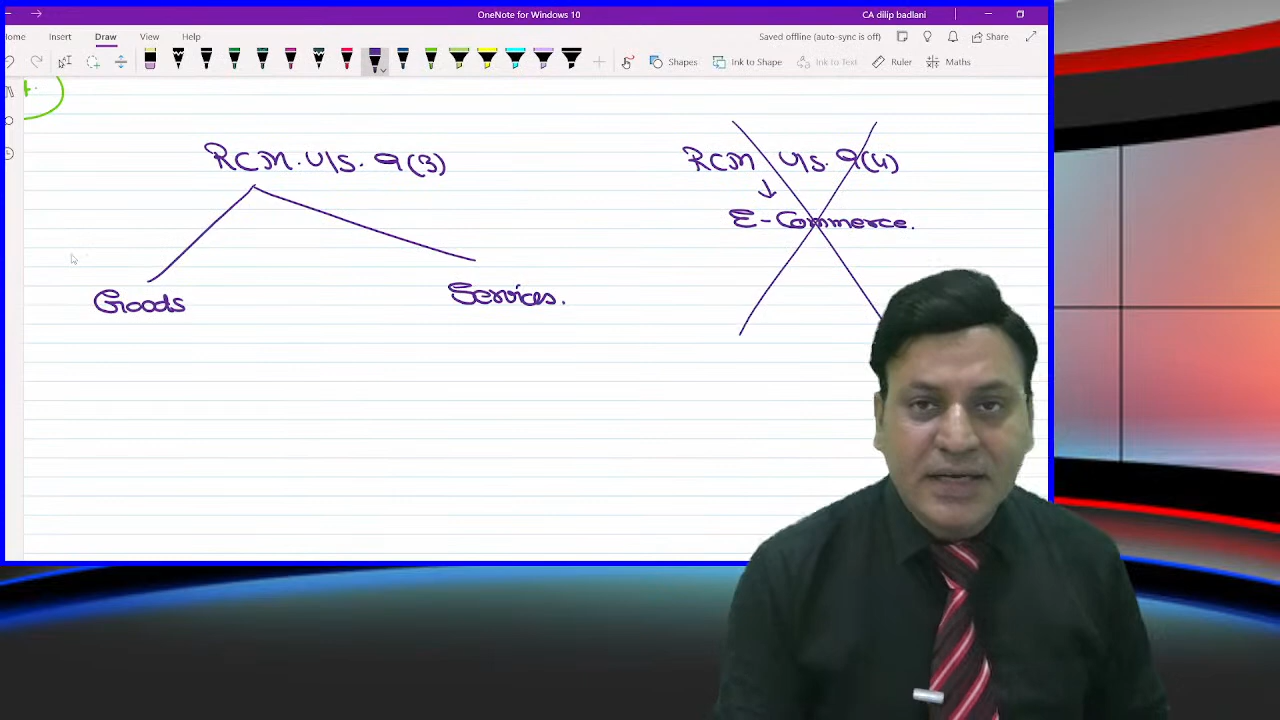 OneNote for Windows 10
CA dilip badlani
Insert
Draw
View
Help
Saved offline (auto-sync is off)
Share
Shapes
Ink to Shape
Ink to Text
Ruler
Maths
RCM U/S. 9(3)
RCM U/S. 9(4)
E-Commerce.
Goods
Services.